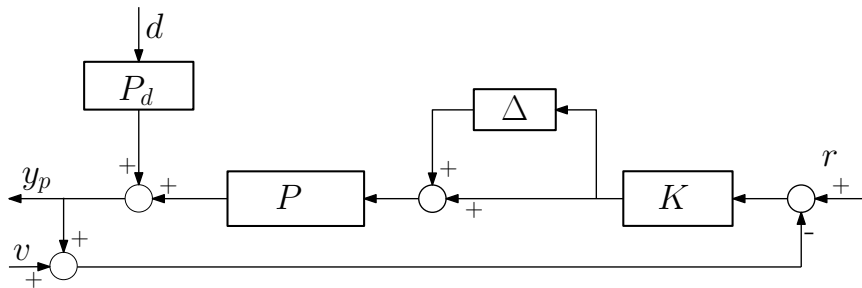 d
P_d
Δ
+
+
y_p
+
P
+
K
r
+
+
v
+
-